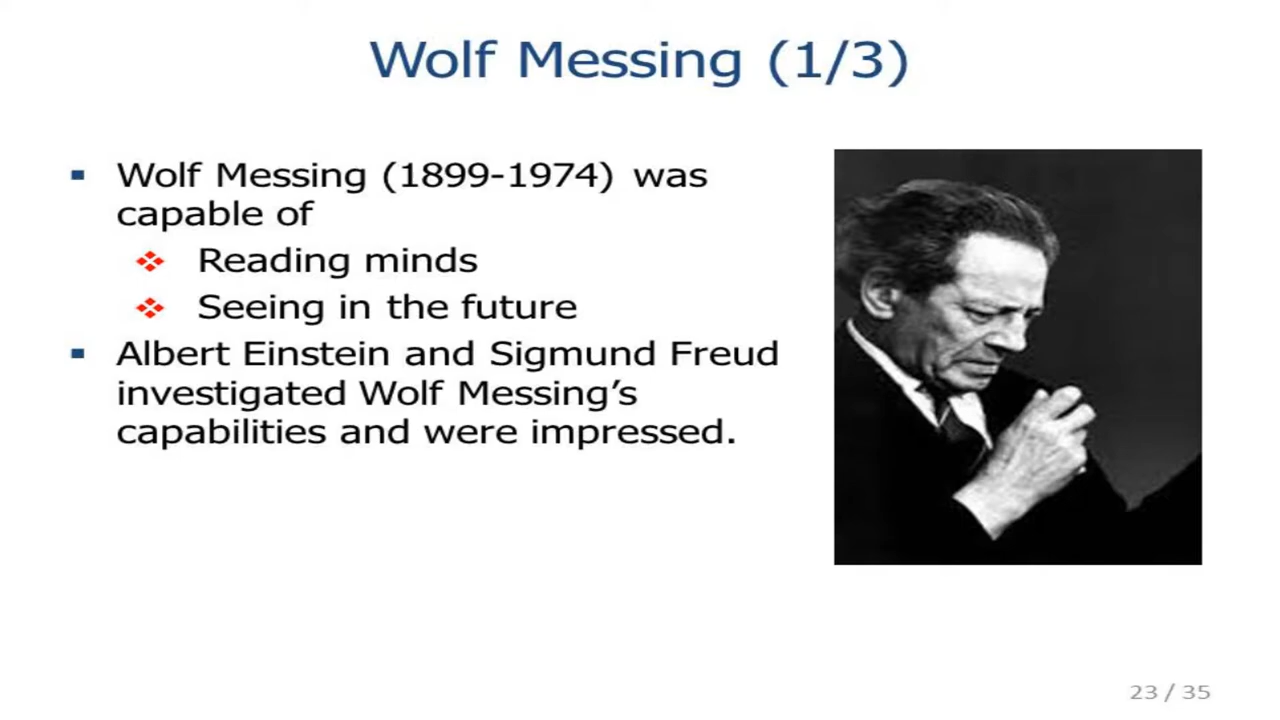 Wolf Messing (1/3)
▪ Wolf Messing (1899-1974) was
capable of
❖ Reading minds
❖ Seeing in the future
▪ Albert Einstein and Sigmund Freud
investigated Wolf Messing’s
capabilities and were impressed.
23 / 35